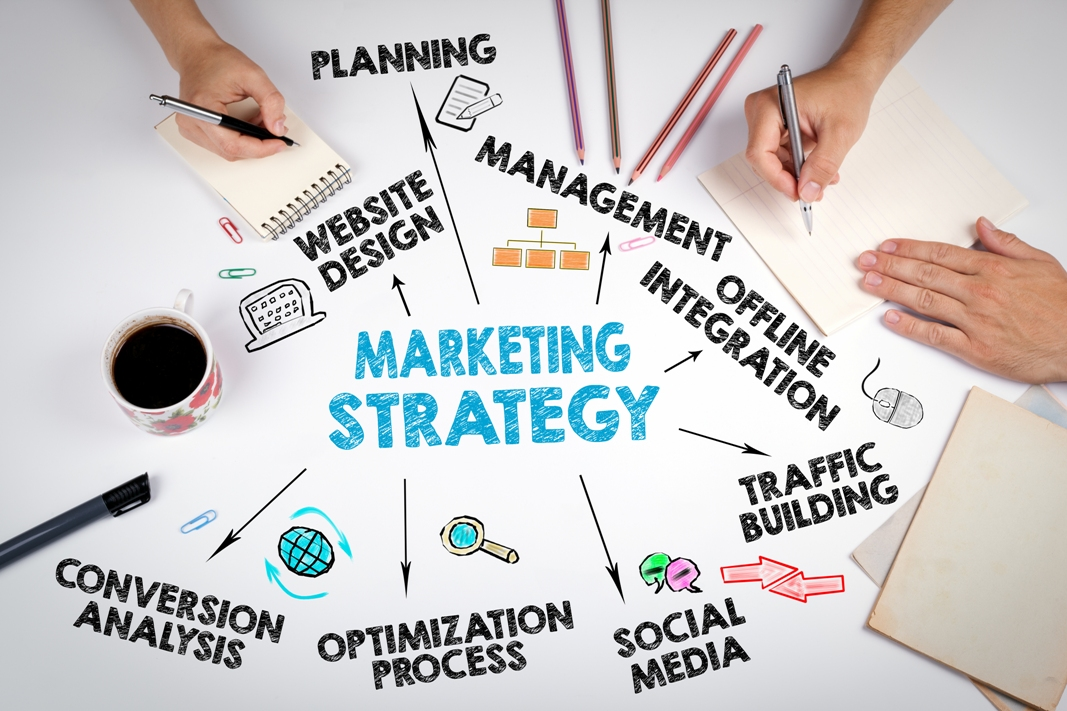 PLANNING
MANAGEMENT
WEBSITE
DESIGN
OFFLINE
INTEGRATION
MARKETING
STRATEGY
TRAFFIC
BUILDING
CONVERSION
ANALYSIS
OPTIMIZATION
PROCESS
SOCIAL
MEDIA